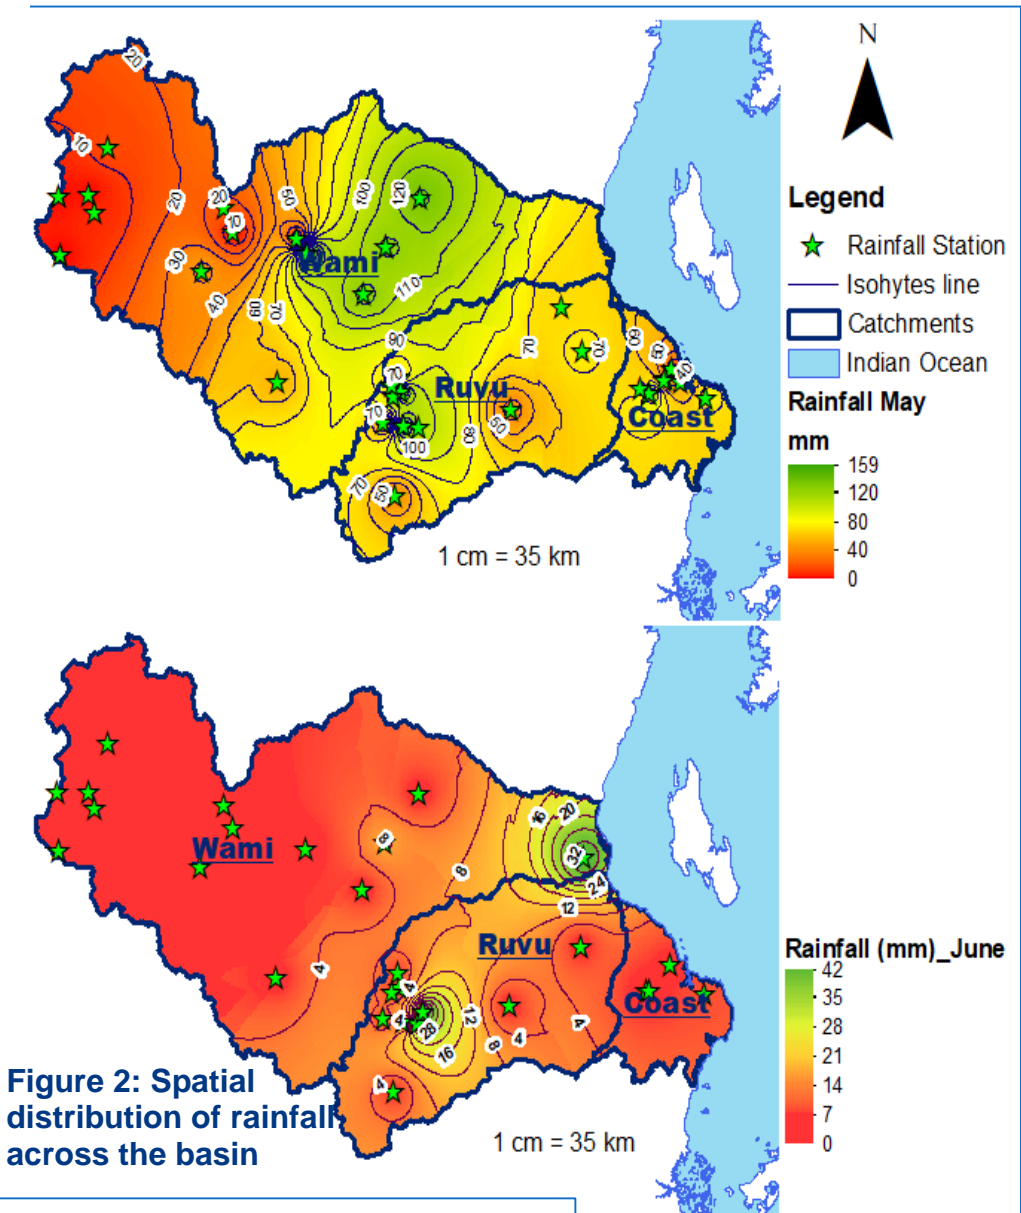 N
20
10
20
20
10
30
40
60
70
50
100
120
Wami
110
90
70
Ruvu
70
100
80
50
70
70
50
70
60
50
40
Coast
1 cm = 35 km
Legend
Rainfall Station
Isohytes line
Catchments
Indian Ocean
Rainfall May
mm
159
120
80
40
0
Wami
8
8
16
20
32
24
12
4
Ruvu
4
4
28
12
16
8
4
4
4
Coast
1 cm = 35 km
Rainfall (mm)_June
42
35
28
21
14
7
0
Figure 2: Spatial
distribution of rainfall
across the basin